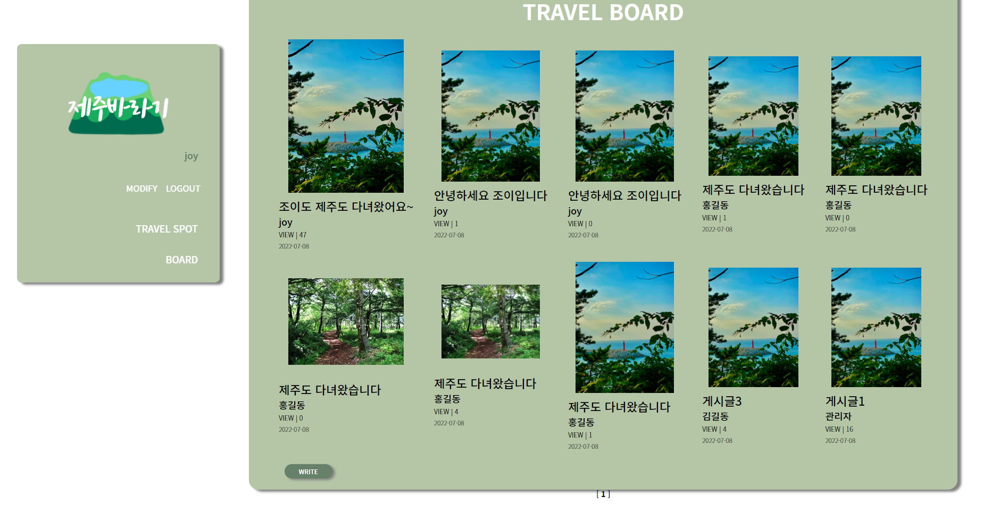 TRAVEL BOARD
제주바라기
joy
MODIFY LOGOUT
TRAVEL SPOT
BOARD
조이도 제주도 다녀왔어요~
joy
VIEW | 47
2022-07-08
안녕하세요 조이입니다
joy
VIEW | 1
2022-07-08
안녕하세요 조이입니다
joy
VIEW | 0
2022-07-08
제주도 다녀왔습니다
홍길동
VIEW | 1
2022-07-08
제주도 다녀왔습니다
홍길동
VIEW | 0
2022-07-08
제주도 다녀왔습니다
홍길동
VIEW | 0
2022-07-08
제주도 다녀왔습니다
홍길동
VIEW | 4
2022-07-08
제주도 다녀왔습니다
홍길동
VIEW | 1
2022-07-08
게시글3
김길동
VIEW | 4
2022-07-08
게시글1
관리자
VIEW | 16
2022-07-08
WRITE
[ 1 ]